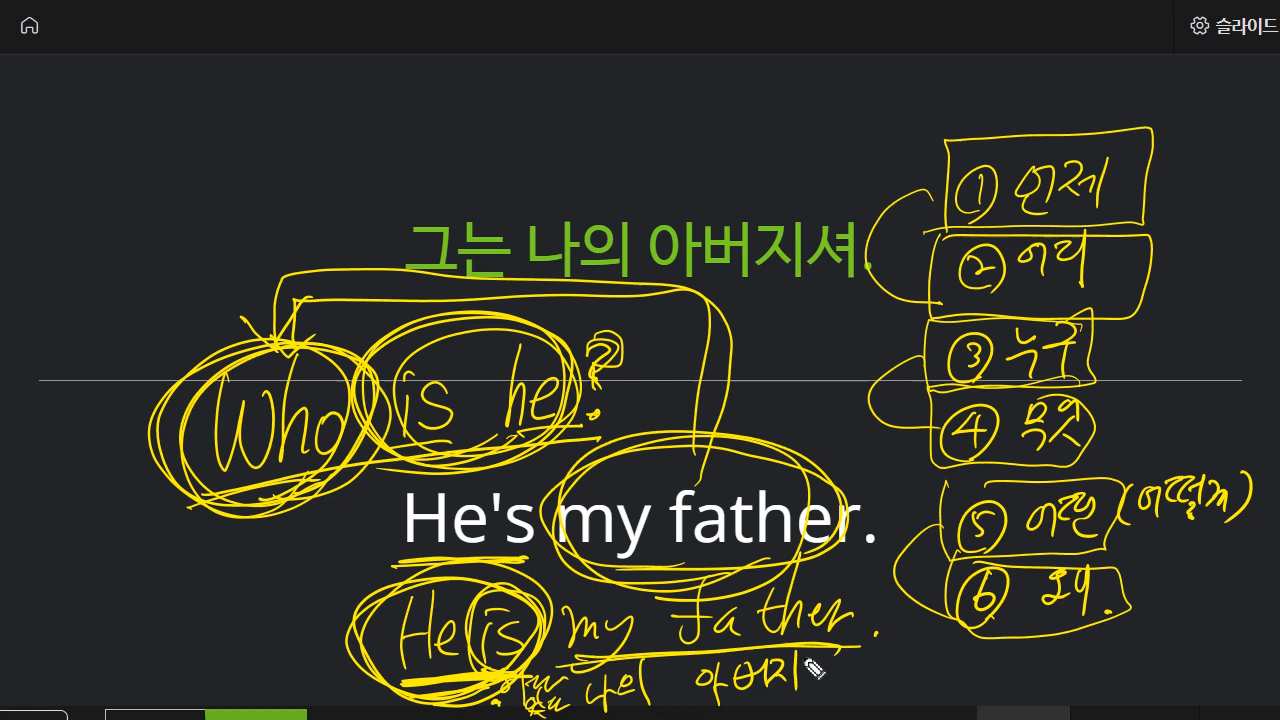 슬라이드
① 언제
그는 나의 아버지셔.
② 어디
③ 누구
Who is he?
④ 무엇
He's my father.
⑤ 어떤 (어떻게)
⑥ 왜.
He is my father.
나의 아버지